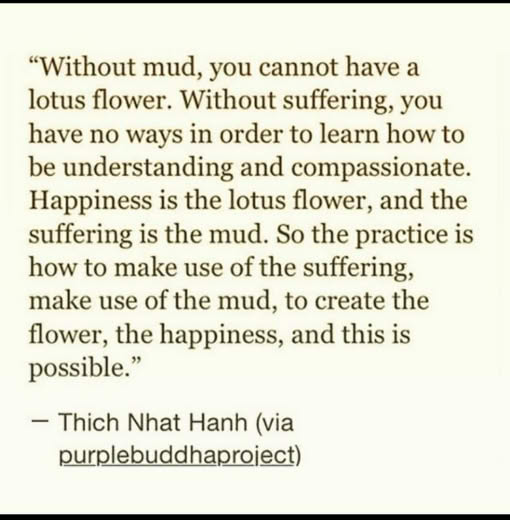 “Without mud, you cannot have a
lotus flower. Without suffering, you
have no ways in order to learn how to
be understanding and compassionate.
Happiness is the lotus flower, and the
suffering is the mud. So the practice is
how to make use of the suffering,
make use of the mud, to create the
flower, the happiness, and this is
possible.”
— Thich Nhat Hanh (via
purplebuddhaproject)